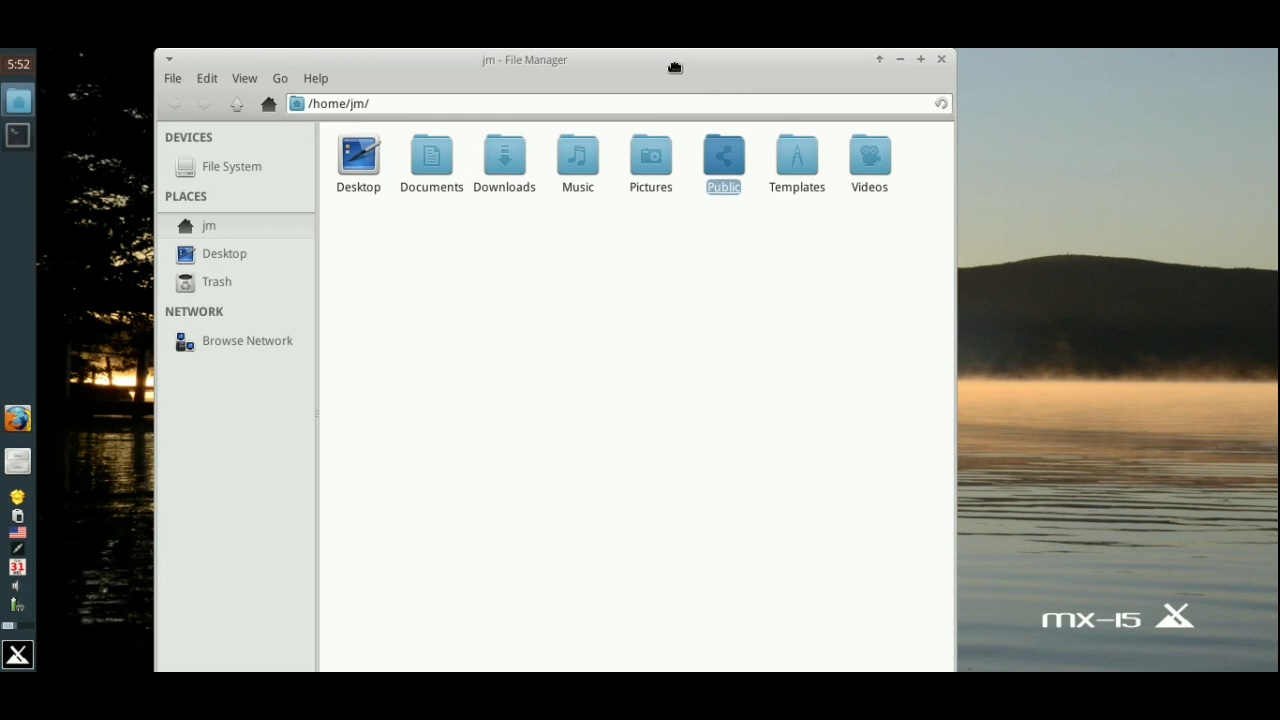 5:52
jm - File Manager
File Edit View Go Help
/home/jm/
DEVICES
File System
PLACES
jm
Desktop
Trash
NETWORK
Browse Network
Desktop Documents Downloads Music Pictures Public Templates Videos
31
mx-15